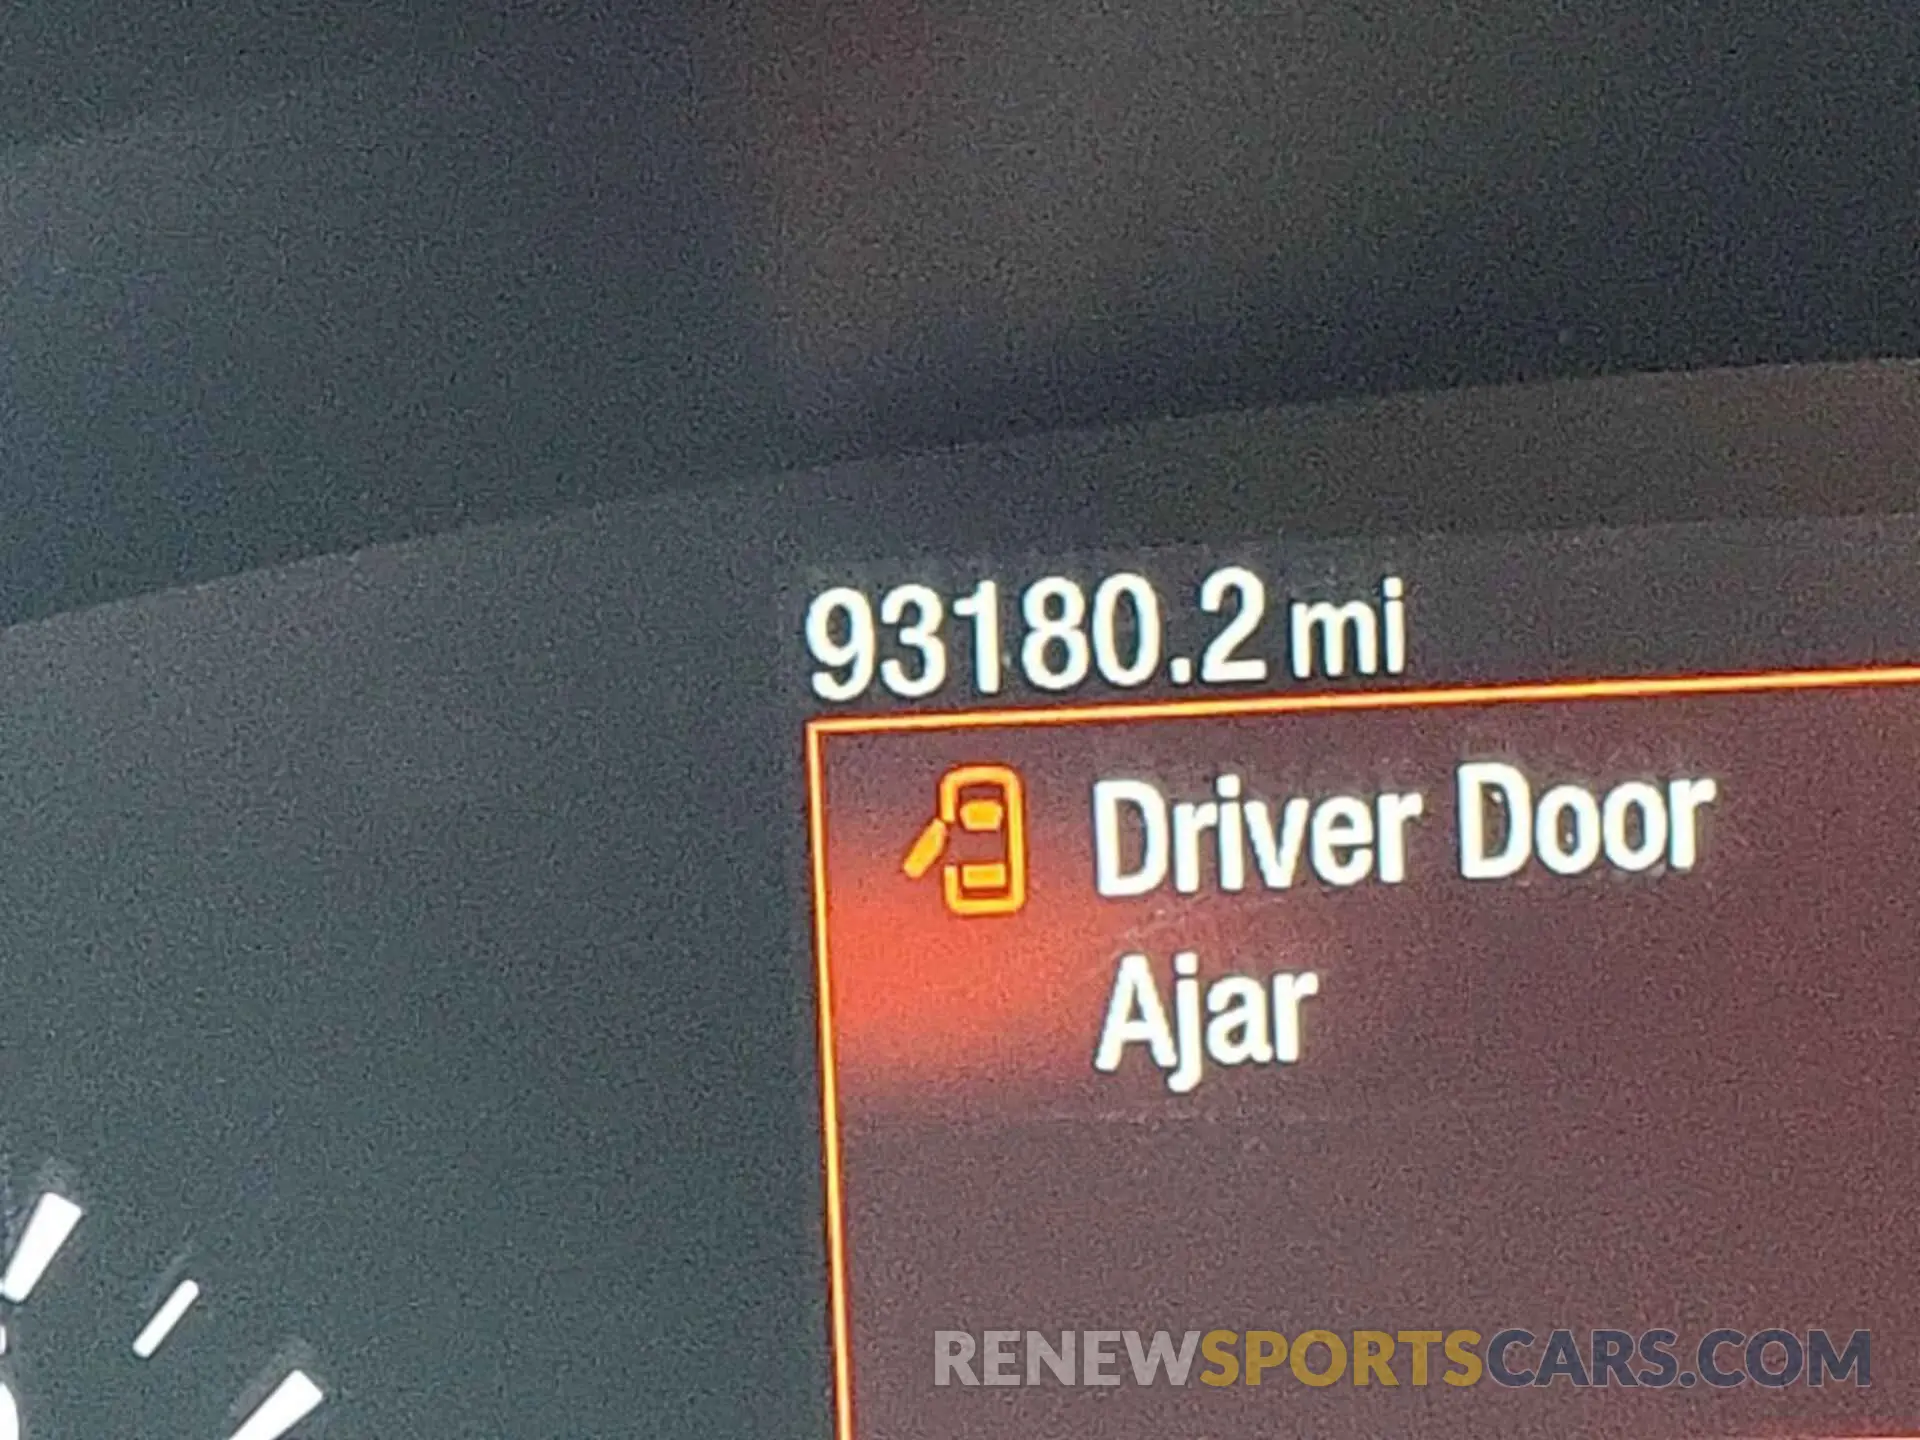 93180.2 mi
Driver Door
Ajar
RENEWSPORTSCARS.COM